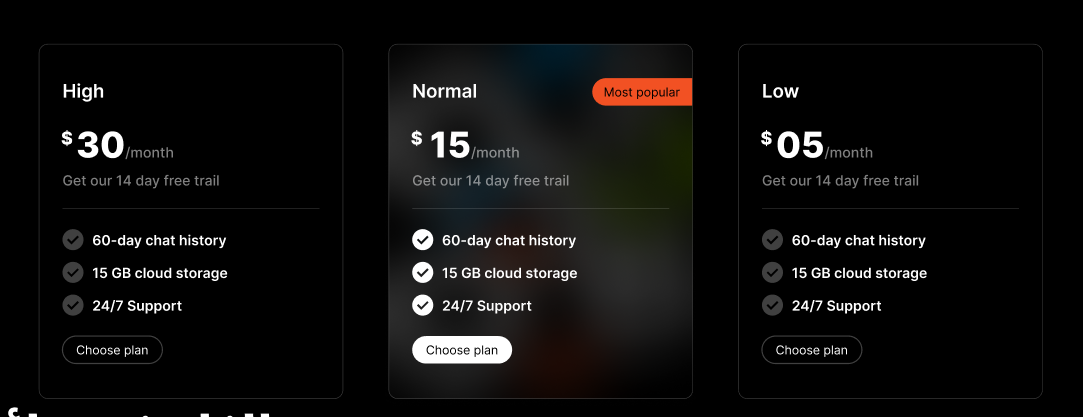 High
$30/month
Get our 14 day free trail
60-day chat history
15 GB cloud storage
24/7 Support
Choose plan
Normal
Most popular
$15/month
Get our 14 day free trail
60-day chat history
15 GB cloud storage
24/7 Support
Choose plan
Low
$05/month
Get our 14 day free trail
60-day chat history
15 GB cloud storage
24/7 Support
Choose plan